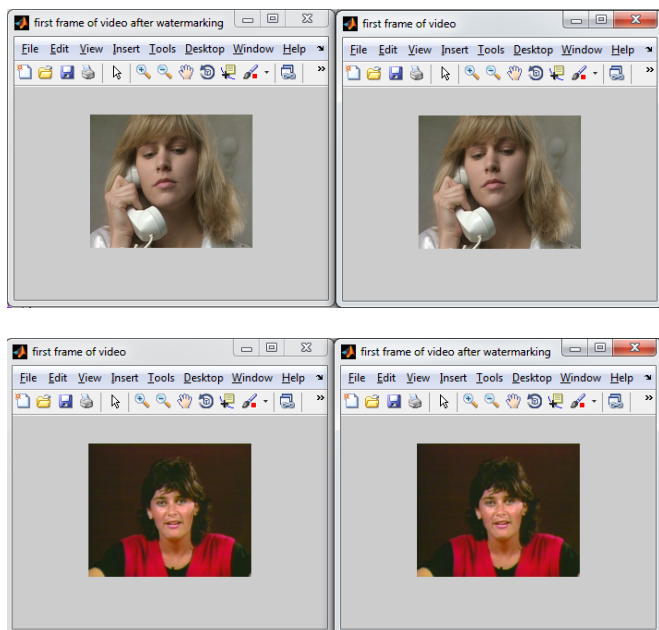 first frame of video after watermarking
File Edit View Insert Tools Desktop Window Help
first frame of video
File Edit View Insert Tools Desktop Window Help
first frame of video
File Edit View Insert Tools Desktop Window Help
first frame of video after watermarking
File Edit View Insert Tools Desktop Window Help